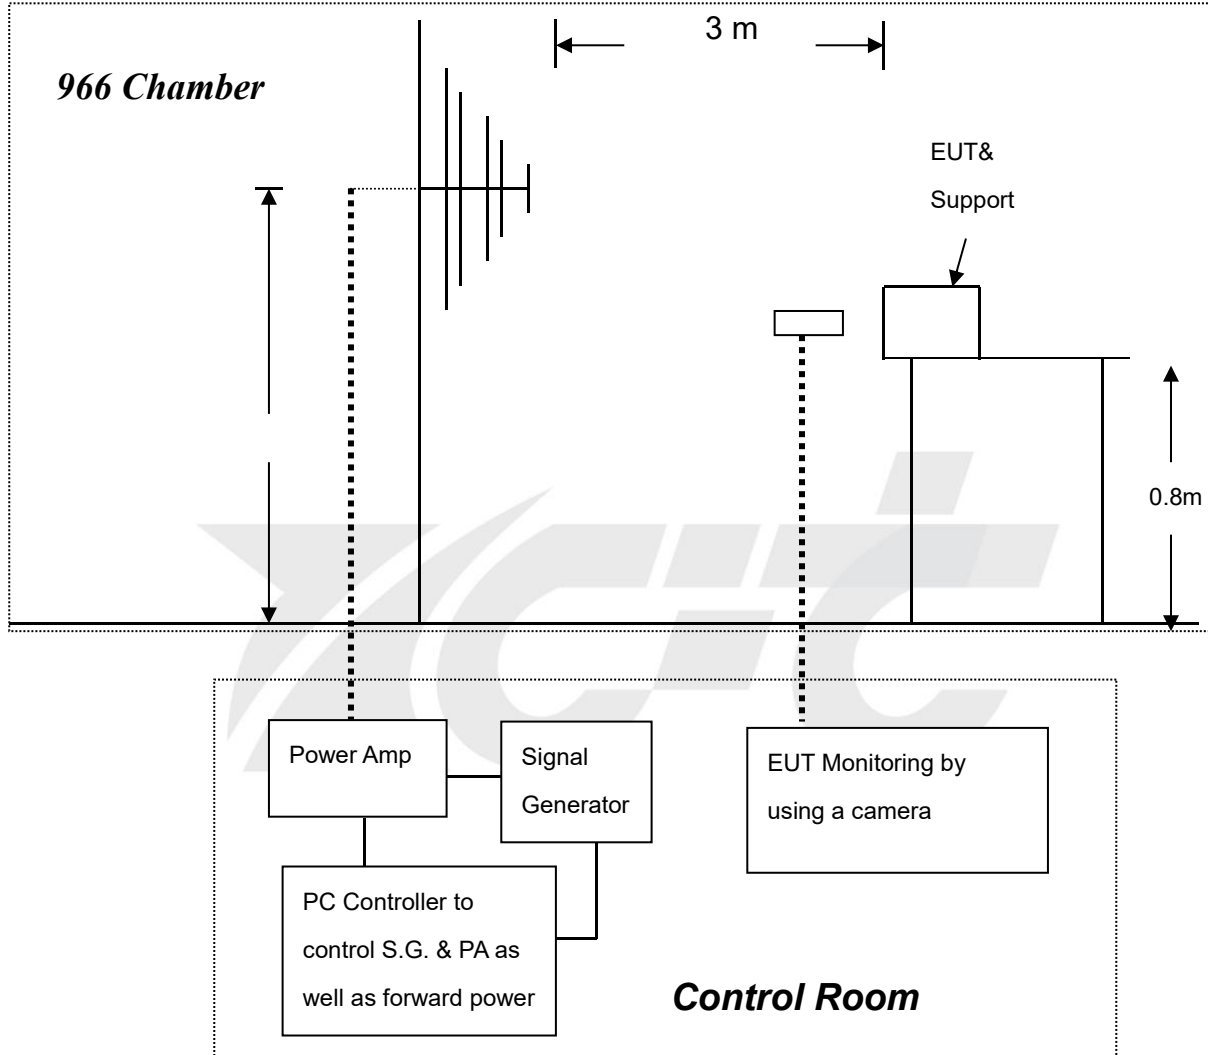 3 m
966 Chamber
EUT&
Support
0.8m
Power Amp
Signal
Generator
EUT Monitoring by
using a camera
PC Controller to
control S.G. & PA as
well as forward power
Control Room